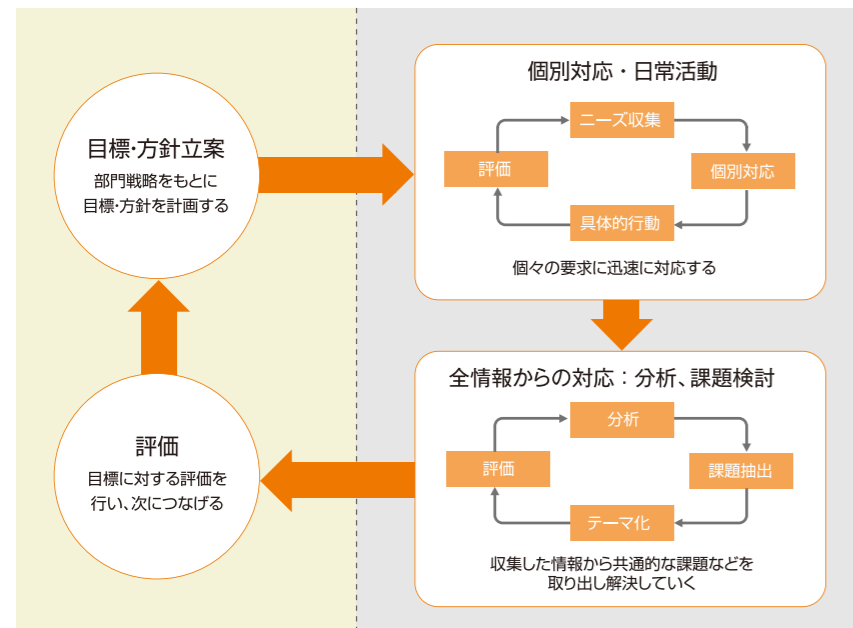 目標・方針立案
部門戦略をもとに
目標・方針を計画する
個別対応・日常活動
ニーズ収集
評価
個別対応
具体的行動
個々の要求に迅速に対応する
全情報からの対応：分析、課題検討
分析
評価
課題抽出
テーマ化
収集した情報から共通的な課題などを
取り出し解決していく
評価
目標に対する評価を
行い、次につなげる